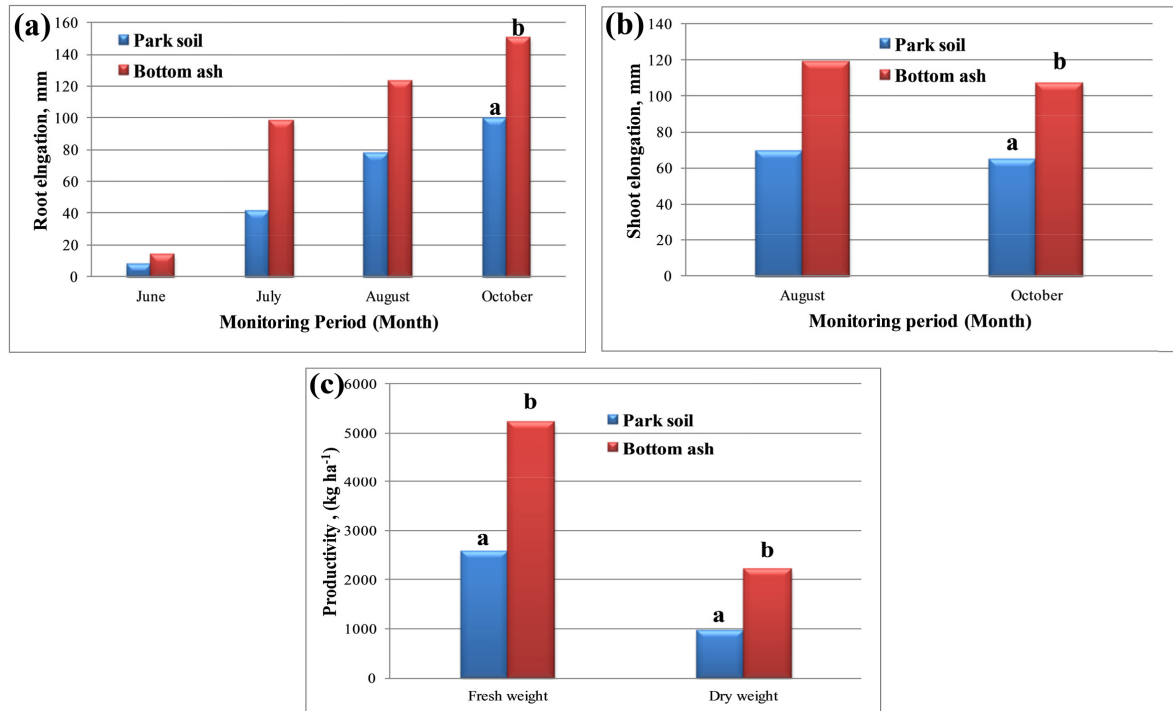 (a)
160
140
120
100
80
60
40
20
0
Root elngation, mm
Park soil
Bottom ash
a
b
June July August October
Monitoring Period (Month)
(b)
140
120
100
80
60
40
20
0
Shoot elongation, mm
Park soil
Bottom ash
a
b
August October
Monitoring period (Month)
(c)
6000
5000
4000
3000
2000
1000
0
Productivity , (kg ha⁻¹)
Park soil
Bottom ash
a
b
a
b
Fresh weight Dry weight